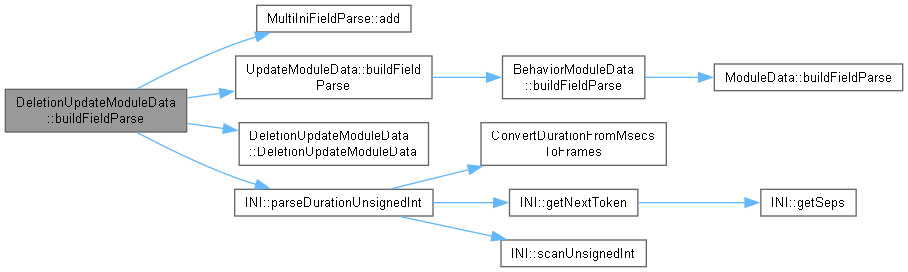 MultiIniFieldParse::add
UpdateModuleData::buildField
Parse
BehaviorModuleData
::buildFieldParse
ModuleData::buildFieldParse
DeletionUpdateModuleData
::buildFieldParse
DeletionUpdateModuleData
::DeletionUpdateModuleData
ConvertDurationFromMsecs
ToFrames
INI::parseDurationUnsignedInt
INI::getNextToken
INI::getSeps
INI::scanUnsignedInt